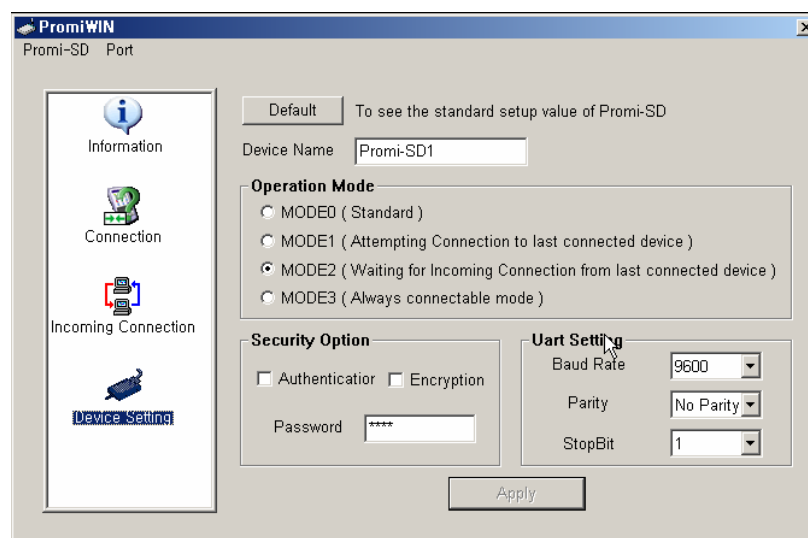 Promi₩IN
Promi-SD Port
Information
Connection
Incoming Connection
Device Setting
Default To see the standard setup value of Promi-SD
Device Name Promi-SD1
Operation Mode
MODE0 ( Standard )
MODE1 ( Attempting Connection to last connected device )
MODE2 ( Waiting for Incoming Connection from last connected device )
MODE3 ( Always connectable mode )
Security Option
Authenticatior Encryption
Password ****
Uart Setting
Baud Rate 9600
Parity No Parity
StopBit 1
Apply